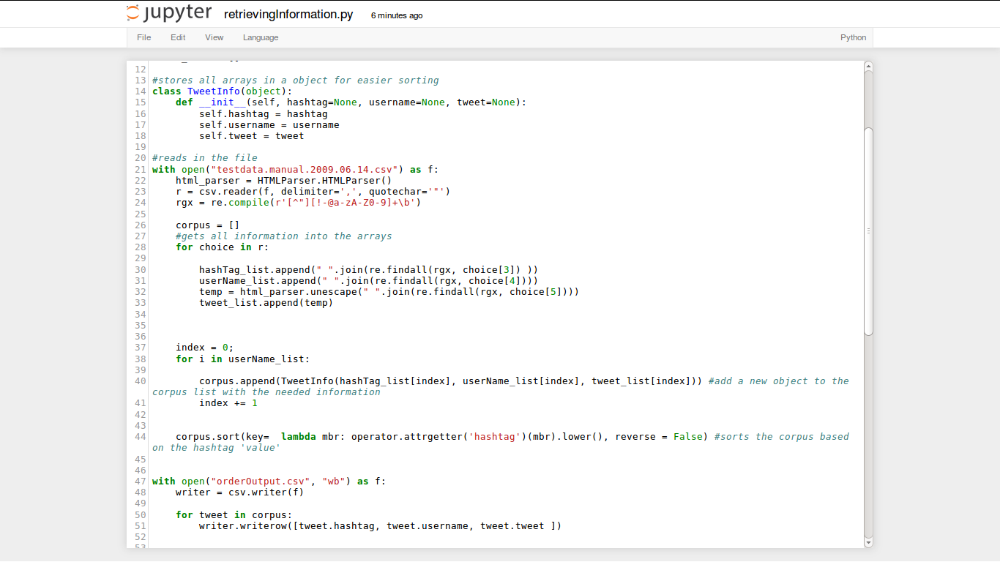 jupyter retrievingInformation.py 6 minutes ago
File Edit View Language Python
12
13 #stores all arrays in a object for easier sorting
14 class TweetInfo(object):
15     def __init__(self, hashtag=None, username=None, tweet=None):
16         self.hashtag = hashtag
17         self.username = username
18         self.tweet = tweet
19
20 #reads in the file
21 with open("testdata.manual.2009.06.14.csv") as f:
22     html_parser = HTMLParser.HTMLParser()
23     r = csv.reader(f, delimiter=',', quotechar='"')
24     rgx = re.compile(r'[^"][!-@a-zA-Z0-9]+\b')
25
26     corpus = []
27     #gets all information into the arrays
28     for choice in r:
29
30         hashTag_list.append(" ".join(re.findall(rgx, choice[3]) ))
31         userName_list.append(" ".join(re.findall(rgx, choice[4])))
32         temp = html_parser.unescape(" ".join(re.findall(rgx, choice[5])))
33         tweet_list.append(temp)
34
35
36
37     index = 0;
38     for i in userName_list:
39
40         corpus.append(TweetInfo(hashTag_list[index], userName_list[index], tweet_list[index])) #add a new object to the
corpus list with the needed information
41         index += 1
42
43
44     corpus.sort(key=  lambda mbr: operator.attrgetter('hashtag')(mbr).lower(), reverse = False) #sorts the corpus based
on the hashtag 'value'
45
46
47 with open("orderOutput.csv", "wb") as f:
48     writer = csv.writer(f)
49
50     for tweet in corpus:
51         writer.writerow([tweet.hashtag, tweet.username, tweet.tweet ])
52
53